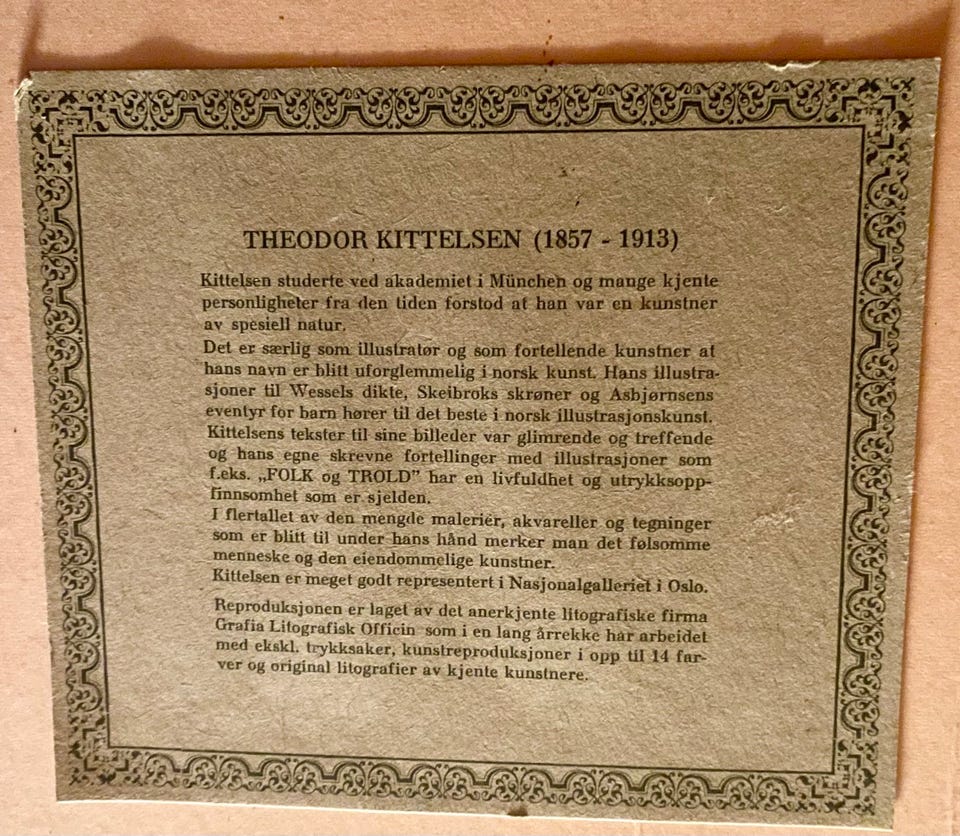 THEODOR KITTELSEN (1857 - 1913)
Kittelsen studerte ved akademiet i München og mange kjente
personligheter fra den tiden forstod at han var en kunstner
av spesiell natur.
Det er særlig som illustratør og som fortellende kunstner at
hans navn er blitt uforglemmelig i norsk kunst. Hans illustra-
sjoner til Wessels dikte, Skeibroks skrøner og Asbjørnsens
eventyr for barn hører til det beste i norsk illustrasjonskunst.
Kittelsens tekster til sine billeder var glimrende og treffende
og hans egne skrevne fortellinger med illustrasjoner som
f.eks. „FOLK og TROLD” har en livfuldhet og utrykksopp-
finnsomhet som er sjelden.
I flertallet av den mengde malerier, akvareller og tegninger
som er blitt til under hans hånd merker man det følsomme
menneske og den eiendommelige kunstner.
Kittelsen er meget godt representert i Nasjonalgalleriet i Oslo.
Reproduksjonen er laget av det anerkjente litografiske firma
Grafia Litografisk Officin som i en lang årrekke har arbeidet
med ekskl. trykksaker, kunstreproduksjoner i opp til 14 far-
ver og original litografier av kjente kunstnere.